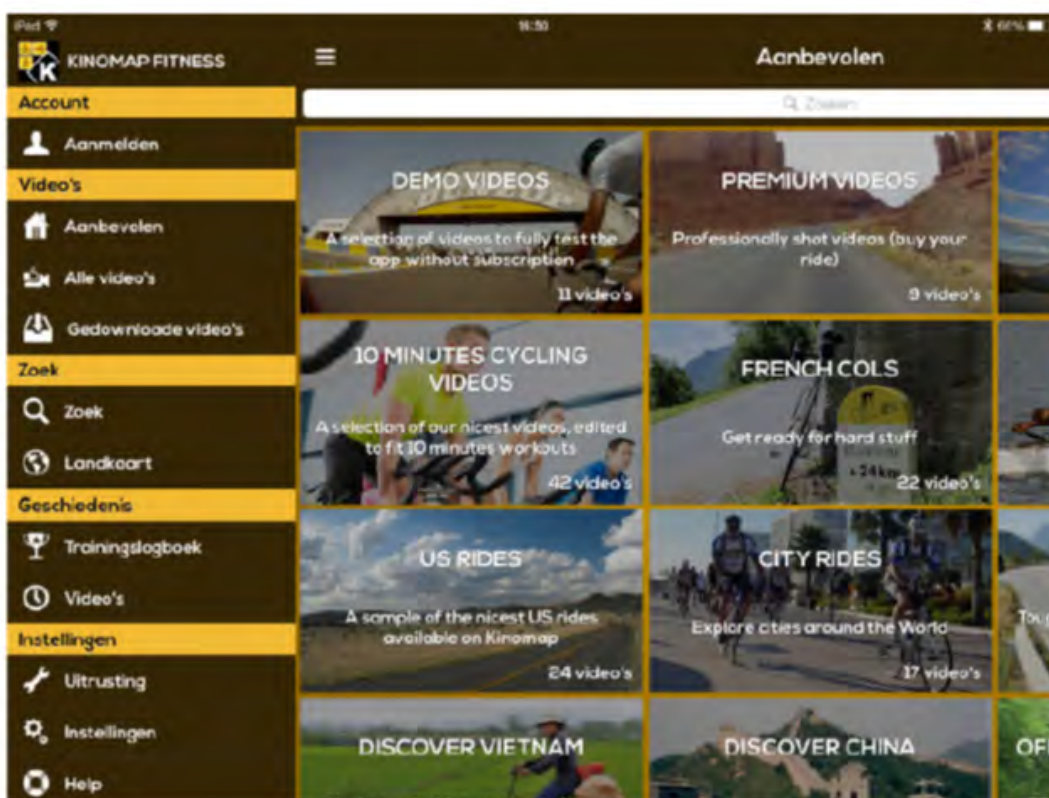 iPad
16:50
66%
KINOMAP FITNESS
Aanbevolen
Account
Zoeken
Aanmelden
Video's
Aanbevolen
Alle video's
Gedownloade video's
Zoek
Zoek
Landkaart
Geschiedenis
Trainingslogboek
Video's
Instellingen
Uitrusting
Instellingen
Help
DEMO VIDEOS
A selection of videos to fully test the
app without subscription
11 video's
PREMIUM VIDEOS
Professionally shot videos (buy your
ride)
9 video's
10 MINUTES CYCLING
VIDEOS
A selection of our nicest videos, edited
to fit 10 minutes workouts
42 video's
FRENCH COLS
Get ready for hard stuff
22 video's
US RIDES
A sample of the nicest US rides
available on Kinomap
24 video's
CITY RIDES
Explore cities around the World
17 video's
DISCOVER VIETNAM
DISCOVER CHINA